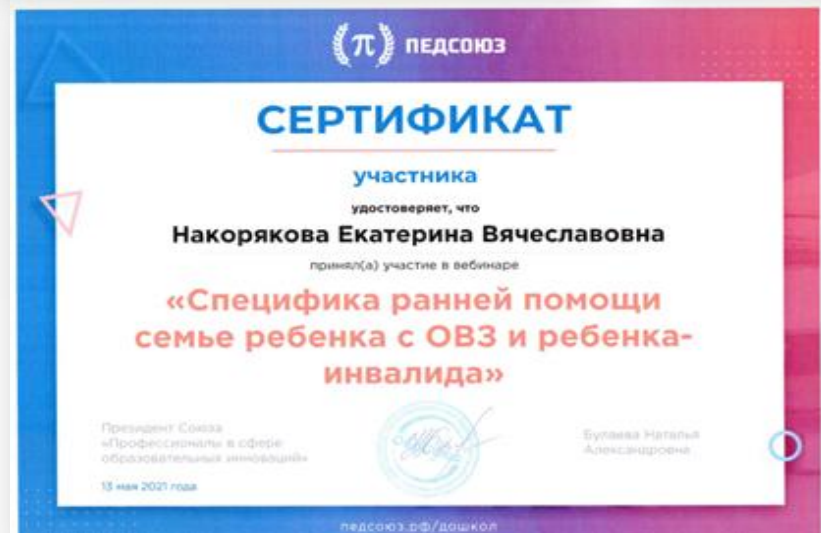 π ПЕДСОЮЗ
СЕРТИФИКАТ
участника
удостоверяет, что
Накорякова Екатерина Вячеславовна
принял(а) участие в вебинаре
«Специфика ранней помощи
семье ребенка с ОВЗ и ребенка-
инвалида»
Президент Союза
«Профессионалы в сфере
образовательных инноваций»
Булаева Наталья
Александровна
13 мая 2021 года
педсоюз.рф/дошкол